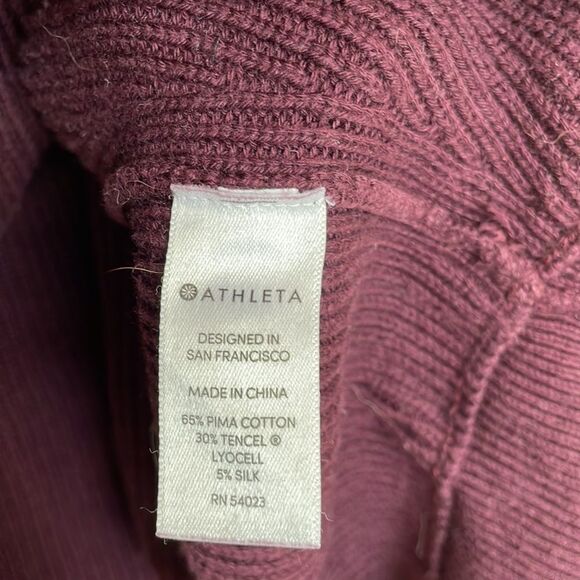 ATHLETA
DESIGNED IN
SAN FRANCISCO
MADE IN CHINA
65% PIMA COTTON
30% TENCEL ®
LYOCELL
5% SILK
RN 54023